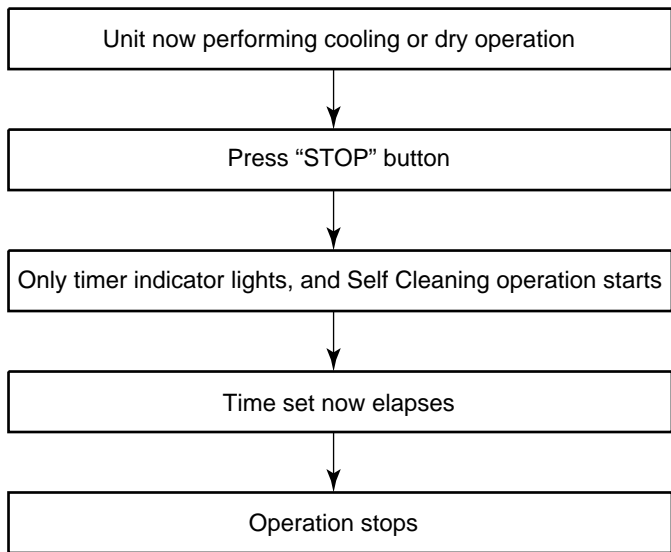 Unit now performing cooling or dry operation
Press “STOP” button
Only timer indicator lights, and Self Cleaning operation starts
Time set now elapses
Operation stops